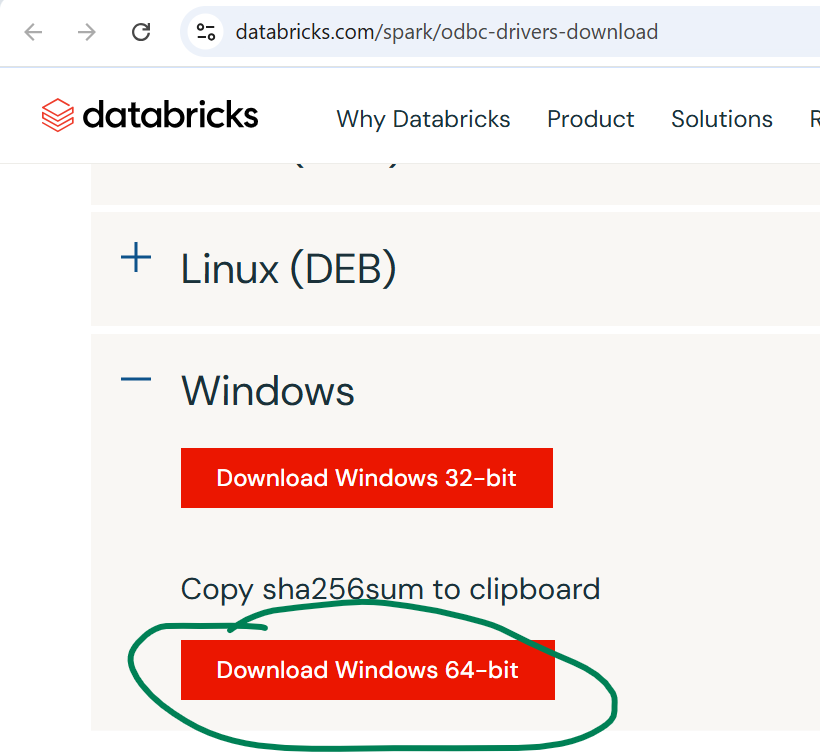 databricks.com/spark/odbc-drivers-download
databricks
Why Databricks Product Solutions
Linux (DEB)
Windows
Download Windows 32-bit
Copy sha256sum to clipboard
Download Windows 64-bit